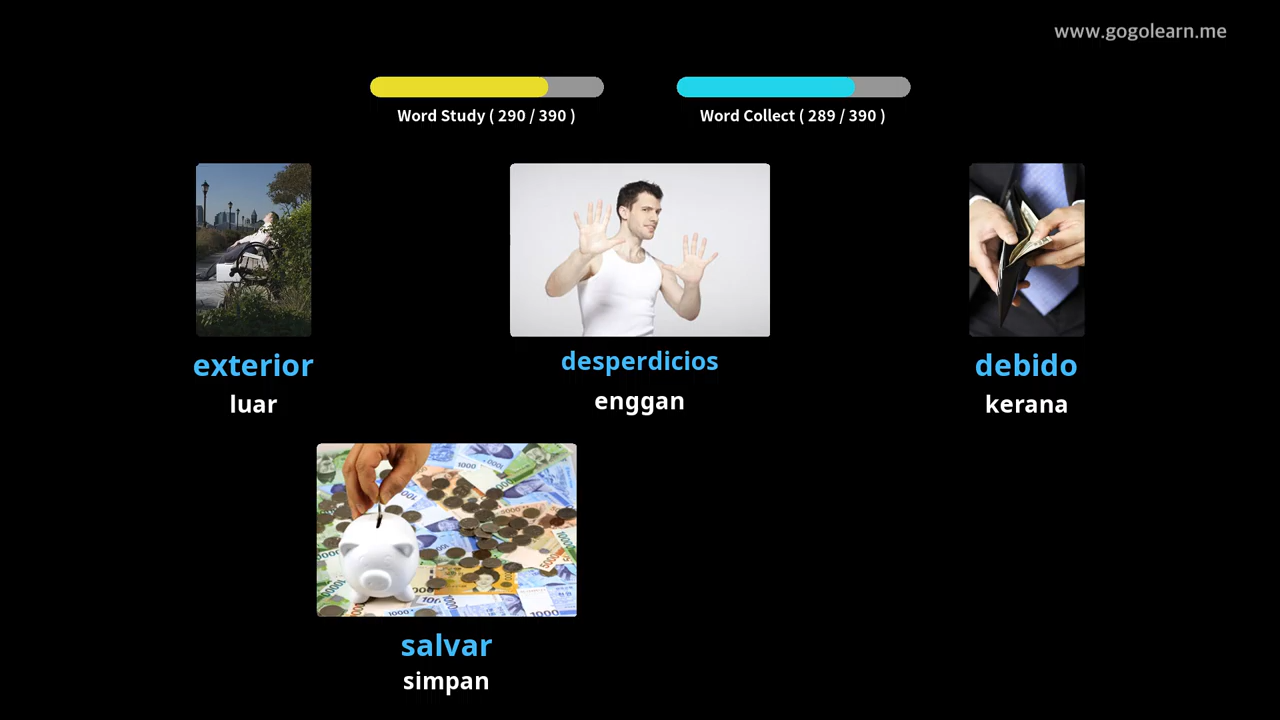 www.gogolearn.me
Word Study ( 290 / 390 )
Word Collect ( 289 / 390 )
exterior
luar
desperdicios
enggan
debido
kerana
salvar
simpan